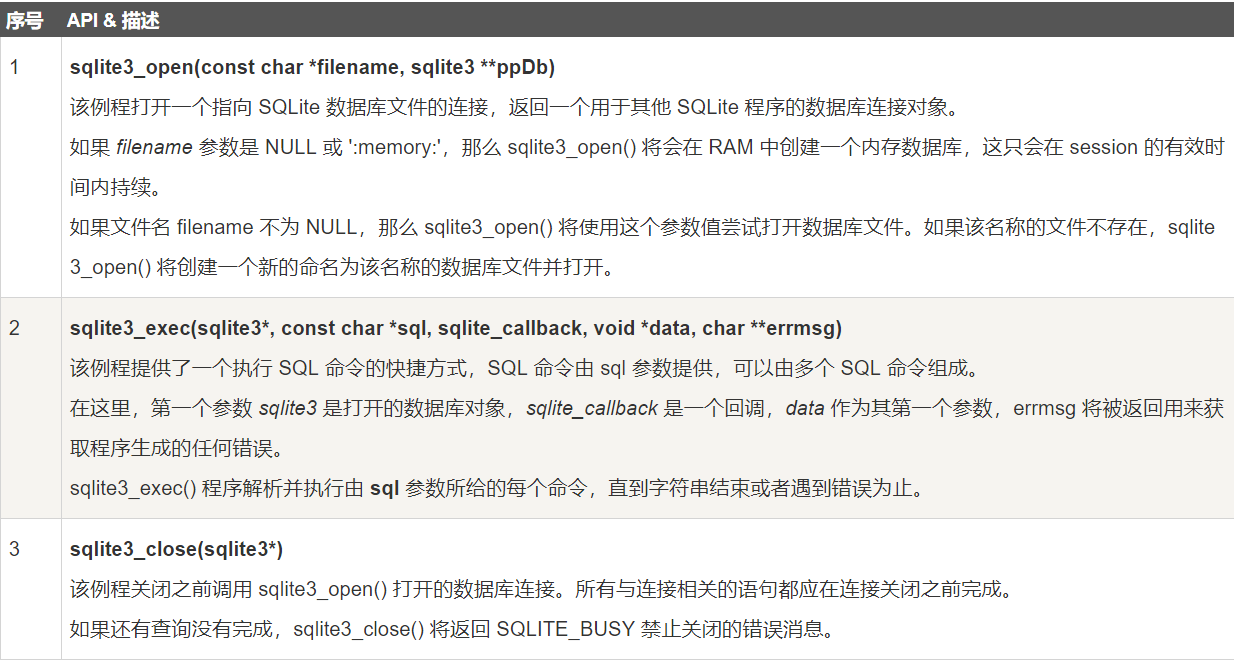 序号 API & 描述
1 sqlite3_open(const char *filename, sqlite3 **ppDb)
该例程打开一个指向 SQLite 数据库文件的连接，返回一个用于其他 SQLite 程序的数据库连接对象。
如果 filename 参数是 NULL 或 ':memory:'，那么 sqlite3_open() 将会在 RAM 中创建一个内存数据库，这只会在 session 的有效时
间内持续。
如果文件名 filename 不为 NULL，那么 sqlite3_open() 将使用这个参数值尝试打开数据库文件。如果该名称的文件不存在，sqlite
3_open() 将创建一个新的命名为该名称的数据库文件并打开。
2 sqlite3_exec(sqlite3*, const char *sql, sqlite_callback, void *data, char **errmsg)
该例程提供了一个执行 SQL 命令的快捷方式，SQL 命令由 sql 参数提供，可以由多个 SQL 命令组成。
在这里，第一个参数 sqlite3 是打开的数据库对象，sqlite_callback 是一个回调，data 作为其第一个参数，errmsg 将被返回用来获
取程序生成的任何错误。
sqlite3_exec() 程序解析并执行由 sql 参数所给的每个命令，直到字符串结束或者遇到错误为止。
3 sqlite3_close(sqlite3*)
该例程关闭之前调用 sqlite3_open() 打开的数据库连接。所有与连接相关的语句都应在连接关闭之前完成。
如果还有查询没有完成，sqlite3_close() 将返回 SQLITE_BUSY 禁止关闭的错误消息。